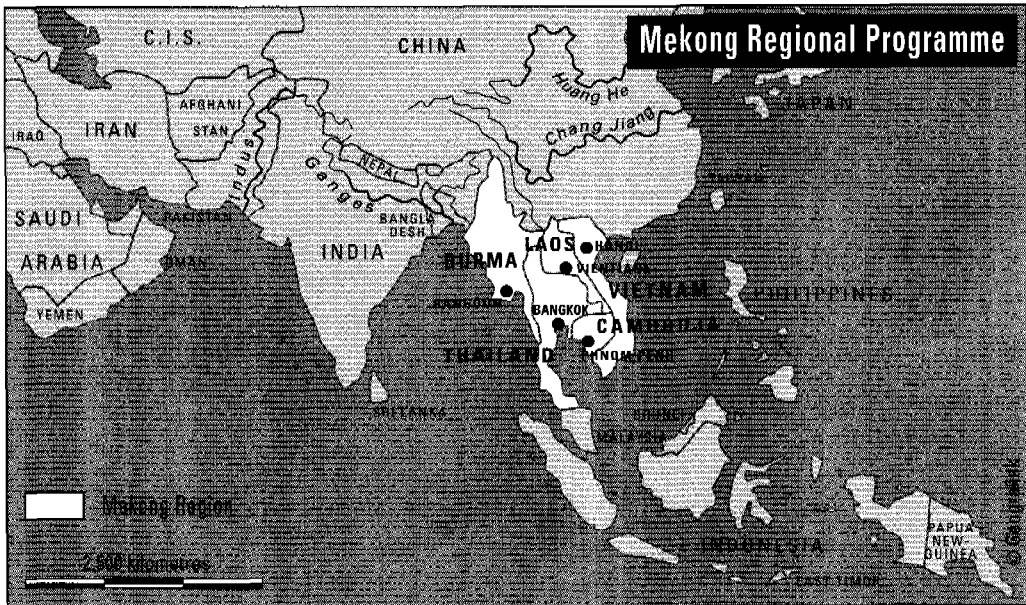 Mekong Regional Programme
C.I.S.
CHINA
Huang He
JAPAN
AFGHANI
STAN
IRAN
IRAQ
Chang Jiang
Indus
NEPAL
Ganges
SAUDI
ARABIA
PAKISTAN
BANGLA
DESH
INDIA
OMAN
YEMEN
LAOS
HANOI
BURMA
VIENTIANE
VIETNAM
PHILIPPINES
BANGKOK
CAMBODIA
THAILAND
PHNOM PENH
SRI LANKA
BRUNEI
MALAYSIA
Mekong Region
PAPUA
NEW-
GUINEA
INDONESIA
2.500 kilometres
EAST TIMOR